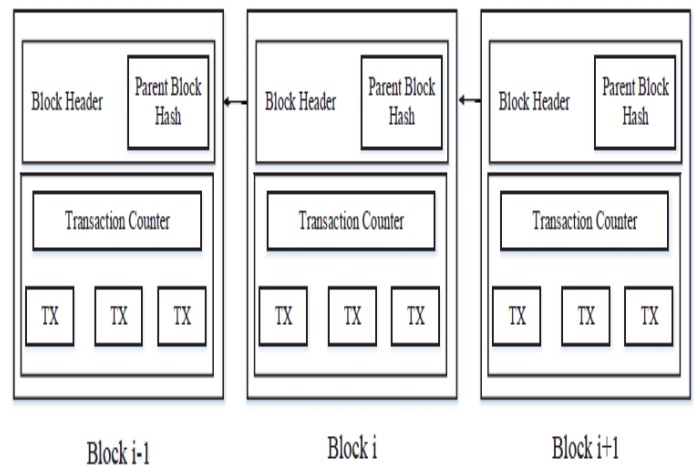 Block Header
Parent Block
Hash
Transaction Counter
TX TX TX
Block i-1
Block Header
Parent Block
Hash
Transaction Counter
TX TX TX
Block i
Block Header
Parent Block
Hash
Transaction Counter
TX TX TX
Block i+1